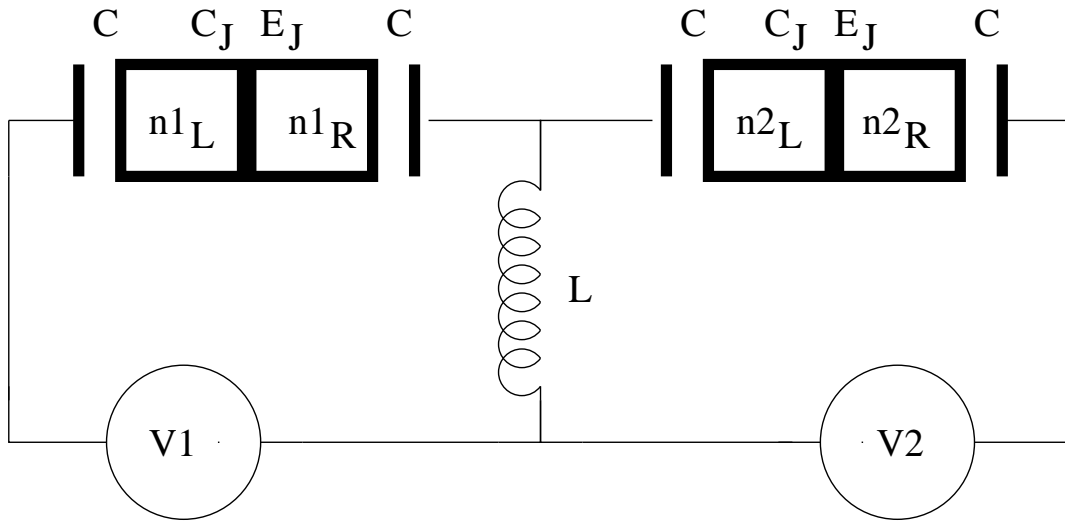 C C_J E_J C C C_J E_J C
n1_L n1_R n2_L n2_R
L
V1 V2